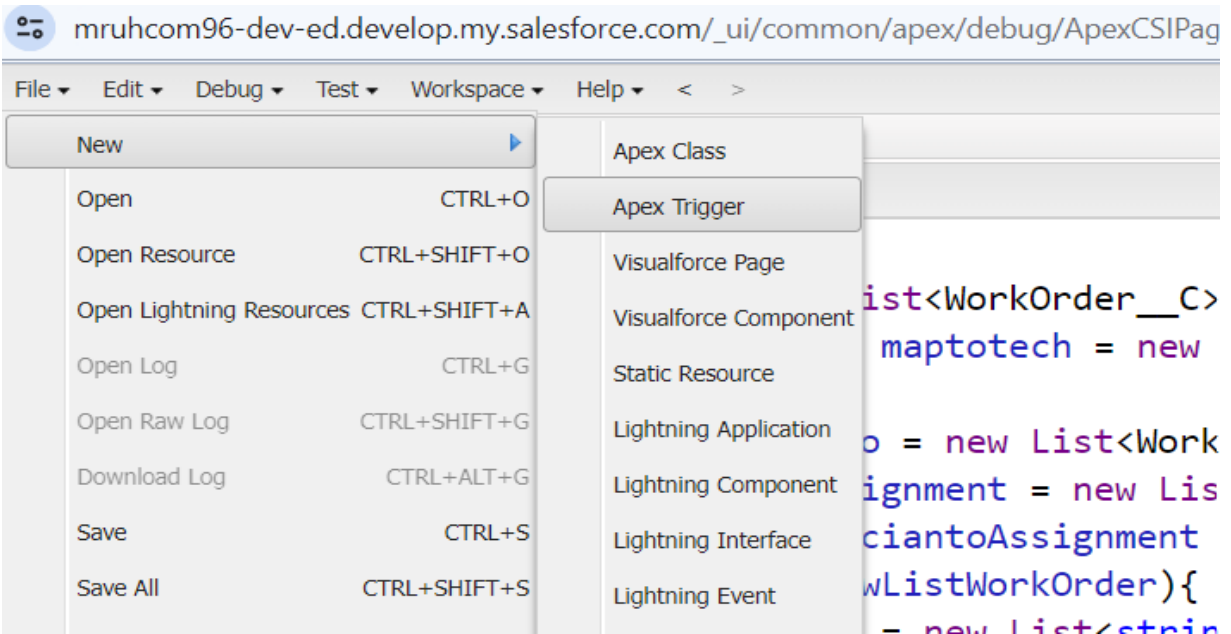 mruhcom96-dev-ed.develop.my.salesforce.com/_ui/common/apex/debug/ApexCSIPag
File Edit Debug Test Workspace Help < >
New
Open CTRL+O
Open Resource CTRL+SHIFT+O
Open Lightning Resources CTRL+SHIFT+A
Open Log CTRL+G
Open Raw Log CTRL+SHIFT+G
Download Log CTRL+ALT+G
Save CTRL+S
Save All CTRL+SHIFT+S
Apex Class
Apex Trigger
Visualforce Page
Visualforce Component
Static Resource
Lightning Application
Lightning Component
Lightning Interface
Lightning Event
ist<WorkOrder__C>
maptotech = new
= new List<Work
ignment = new Lis
ciantoAssignment
wListWorkOrder){
= new List<strin